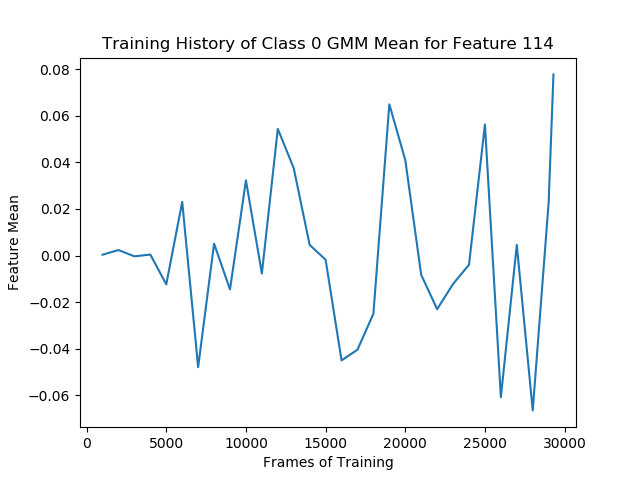 Training History of Class 0 GMM Mean for Feature 114
0.08
0.06
0.04
0.02
0.00
−0.02
−0.04
−0.06
Feature Mean
0 5000 10000 15000 20000 25000 30000
Frames of Training